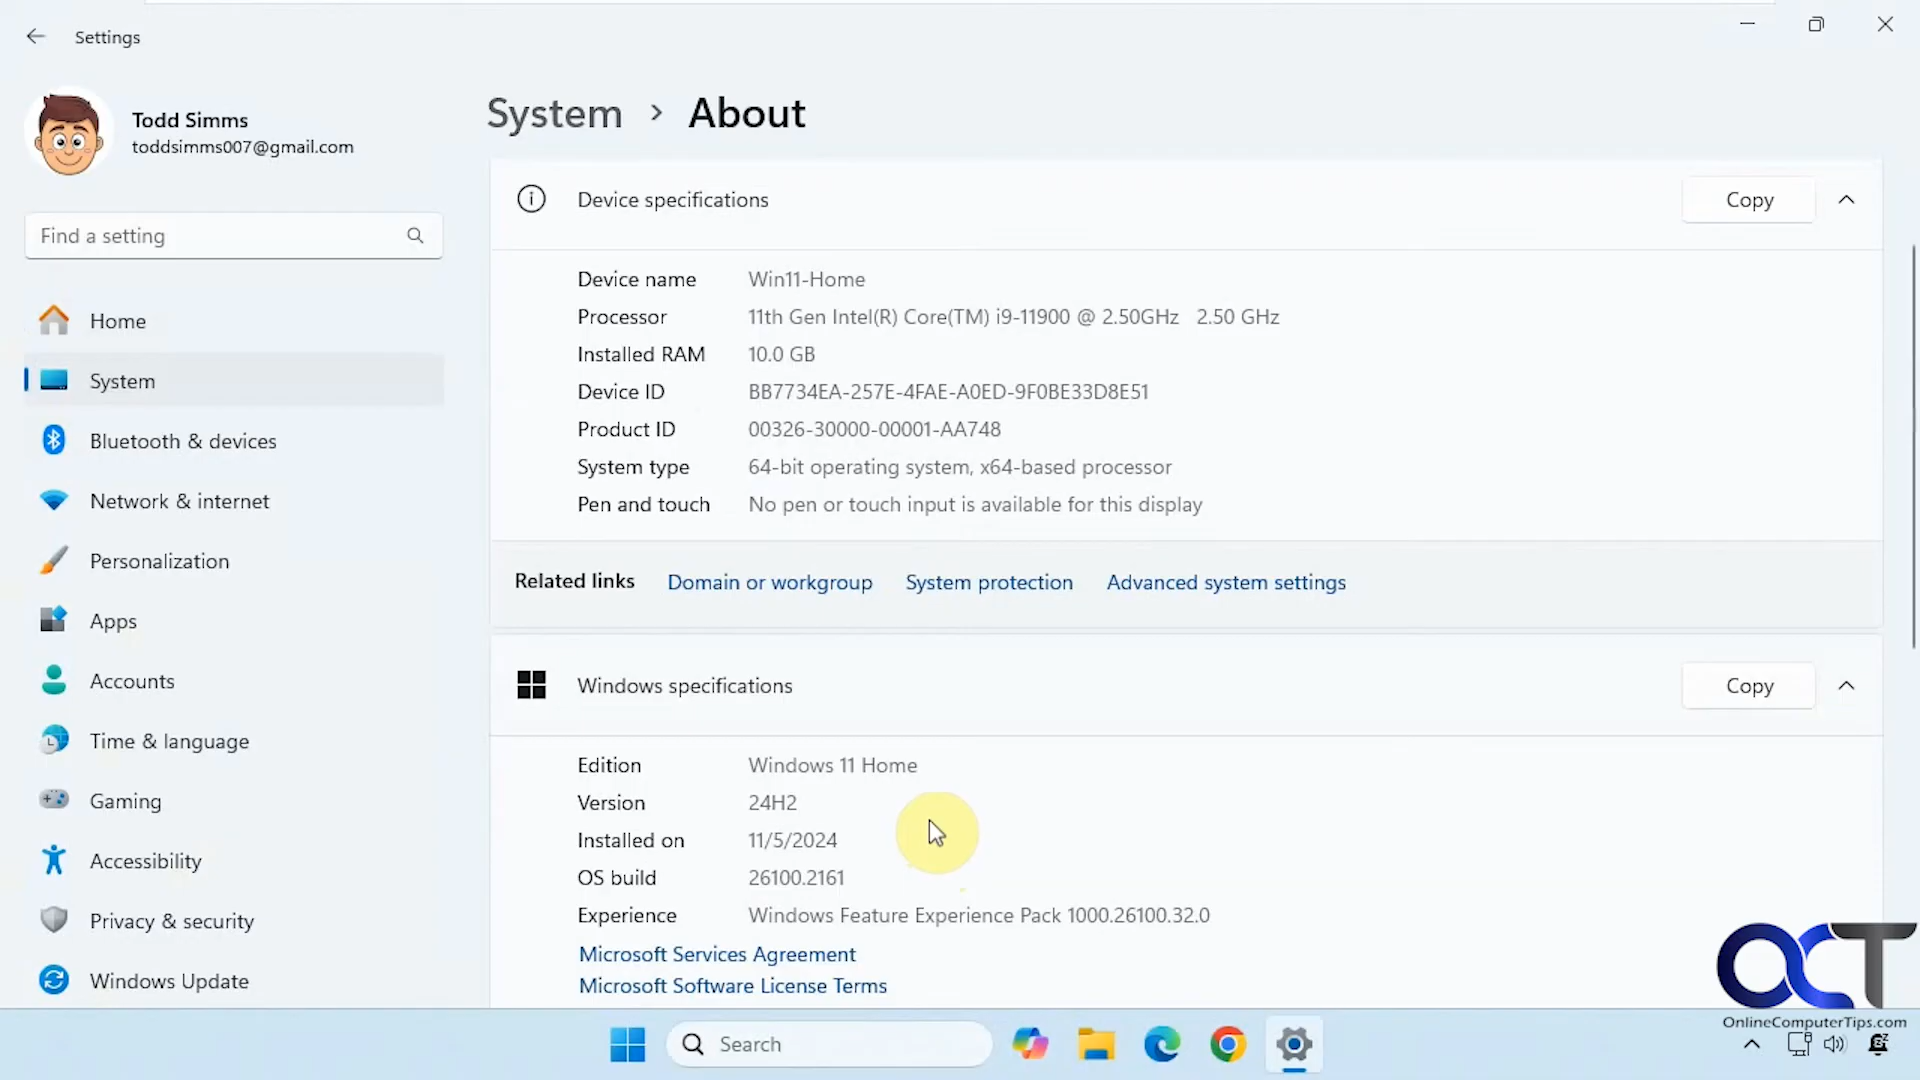 Settings
Todd Simms
toddsimms007@gmail.com
Find a setting
Home
System
Bluetooth & devices
Network & internet
Personalization
Apps
Accounts
Time & language
Gaming
Accessibility
Privacy & security
Windows Update
System > About
Device specifications Copy
Device name Win11-Home
Processor 11th Gen Intel(R) Core(TM) i9-11900 @ 2.50GHz 2.50 GHz
Installed RAM 10.0 GB
Device ID BB7734EA-257E-4FAE-A0ED-9F0BE33D8E51
Product ID 00326-30000-00001-AA748
System type 64-bit operating system, x64-based processor
Pen and touch No pen or touch input is available for this display
Related links Domain or workgroup System protection Advanced system settings
Windows specifications Copy
Edition Windows 11 Home
Version 24H2
Installed on 11/5/2024
OS build 26100.2161
Experience Windows Feature Experience Pack 1000.26100.32.0
Microsoft Services Agreement
Microsoft Software License Terms
OCT
OnlineComputerTips.com
Search